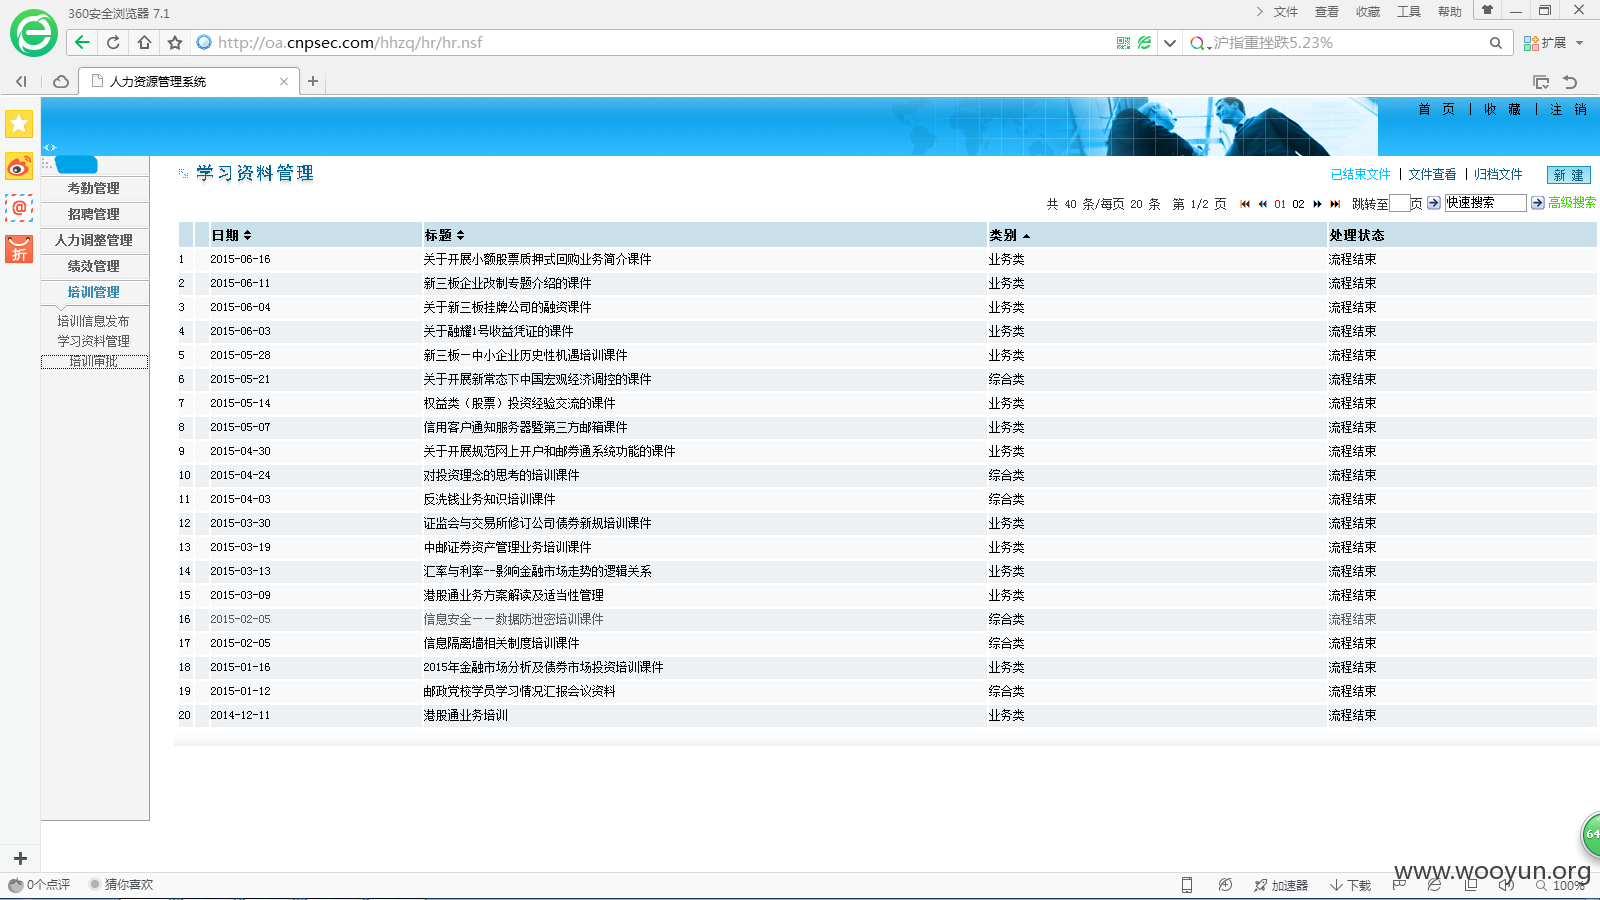 360安全浏览器 7.1
文件 查看 收藏 工具 帮助
http://oa.cnpsec.com/hhzq/hr/hr.nsf
沪指重挫跌5.23%
扩展
人力资源管理系统
首 页 | 收 藏 | 注 销
考勤管理
招聘管理
人力调整管理
绩效管理
培训管理
培训信息发布
学习资料管理
培训审批
学习资料管理
已结束文件 | 文件查看 | 归档文件 新 建
共 40 条/每页 20 条 第 1/2 页 01 02 跳转至 页 快速搜索 高级搜索
日期 标题 类别 处理状态
1 2015-06-16 关于开展小额股票质押式回购业务简介课件 业务类 流程结束
2 2015-06-11 新三板企业改制专题介绍的课件 业务类 流程结束
3 2015-06-04 关于新三板挂牌公司的融资课件 业务类 流程结束
4 2015-06-03 关于融耀1号收益凭证的课件 业务类 流程结束
5 2015-05-28 新三板—中小企业历史性机遇培训课件 业务类 流程结束
6 2015-05-21 关于开展新常态下中国宏观经济调控的课件 综合类 流程结束
7 2015-05-14 权益类（股票）投资经验交流的课件 业务类 流程结束
8 2015-05-07 信用客户通知服务器暨第三方邮箱课件 业务类 流程结束
9 2015-04-30 关于开展规范网上开户和邮券通系统功能的课件 业务类 流程结束
10 2015-04-24 对投资理念的思考的培训课件 综合类 流程结束
11 2015-04-03 反洗钱业务知识培训课件 综合类 流程结束
12 2015-03-30 证监会与交易所修订公司债券新规培训课件 业务类 流程结束
13 2015-03-19 中邮证券资产管理业务培训课件 业务类 流程结束
14 2015-03-13 汇率与利率--影响金融市场走势的逻辑关系 业务类 流程结束
15 2015-03-09 港股通业务方案解读及适当性管理 业务类 流程结束
16 2015-02-05 信息安全——数据防泄密培训课件 综合类 流程结束
17 2015-02-05 信息隔离墙相关制度培训课件 综合类 流程结束
18 2015-01-16 2015年金融市场分析及债券市场投资培训课件 业务类 流程结束
19 2015-01-12 邮政党校学员学习情况汇报会议资料 综合类 流程结束
20 2014-12-11 港股通业务培训 业务类 流程结束
折
64
www.wooyun.org
0个点评 猜你喜欢 加速器 下载 100%